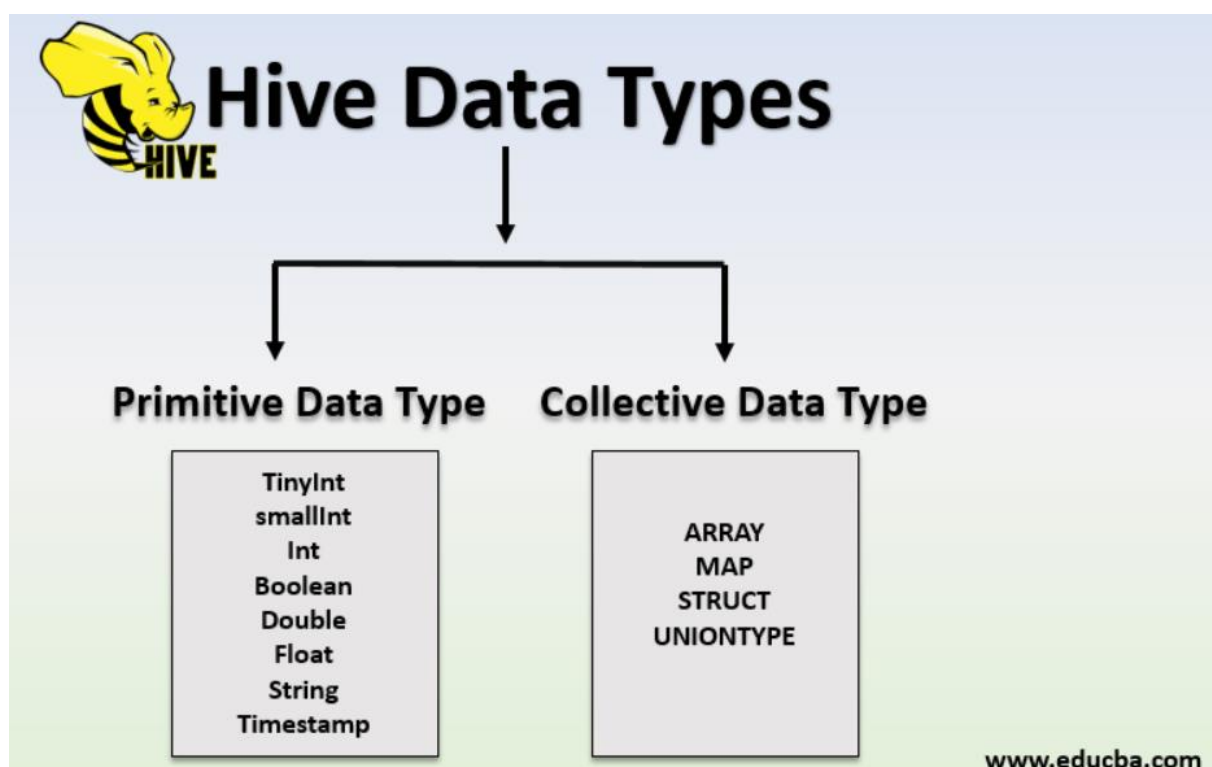 HIVE
Hive Data Types
Primitive Data Type
TinyInt
smallInt
Int
Boolean
Double
Float
String
Timestamp
Collective Data Type
ARRAY
MAP
STRUCT
UNIONTYPE
www.educba.com